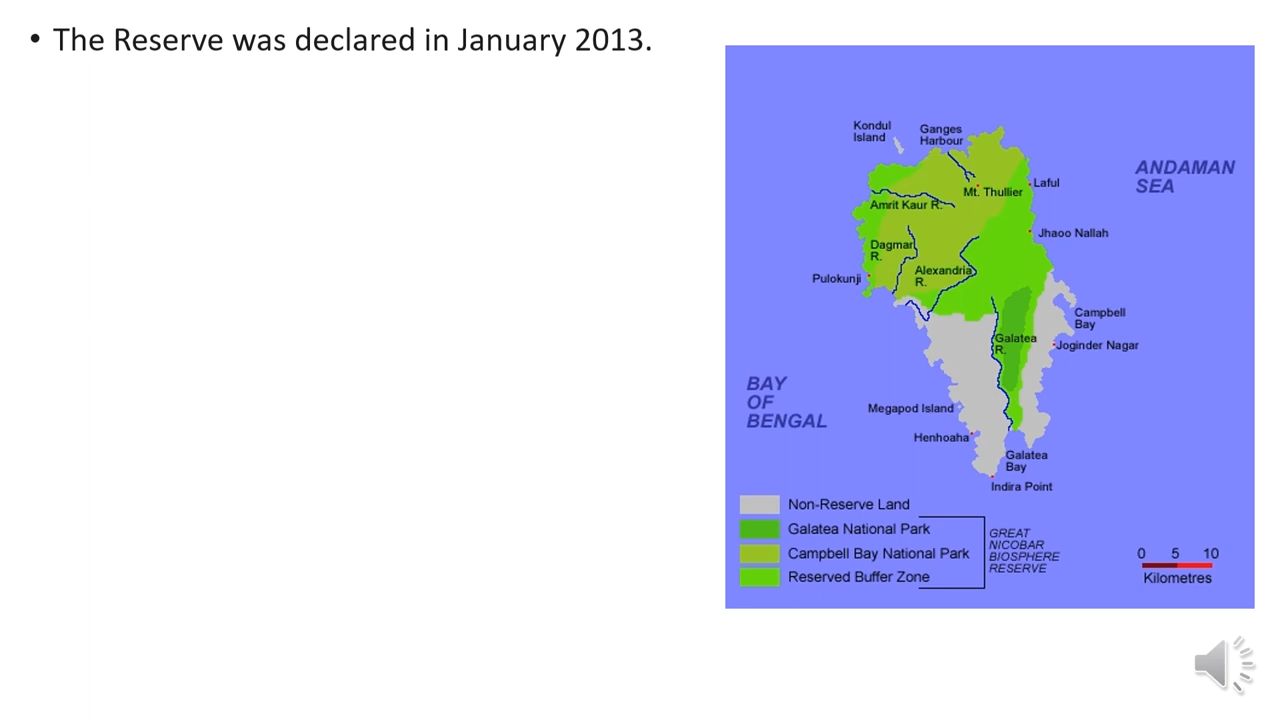 • The Reserve was declared in January 2013.
Kondul
Island
Ganges
Harbour
ANDAMAN
SEA
Mt. Thullier
Laful
Amrit Kaur R.
Jhaoo Nallah
Dagmar
R.
Alexandria
R.
Pulokunji
Campbell
Bay
Galatea
R.
Joginder Nagar
BAY
OF
BENGAL
Megapod Island
Henhoaha
Galatea
Bay
Indira Point
Non-Reserve Land
Galatea National Park
Campbell Bay National Park
Reserved Buffer Zone
GREAT
NICOBAR
BIOSPHERE
RESERVE
0 5 10
Kilometres